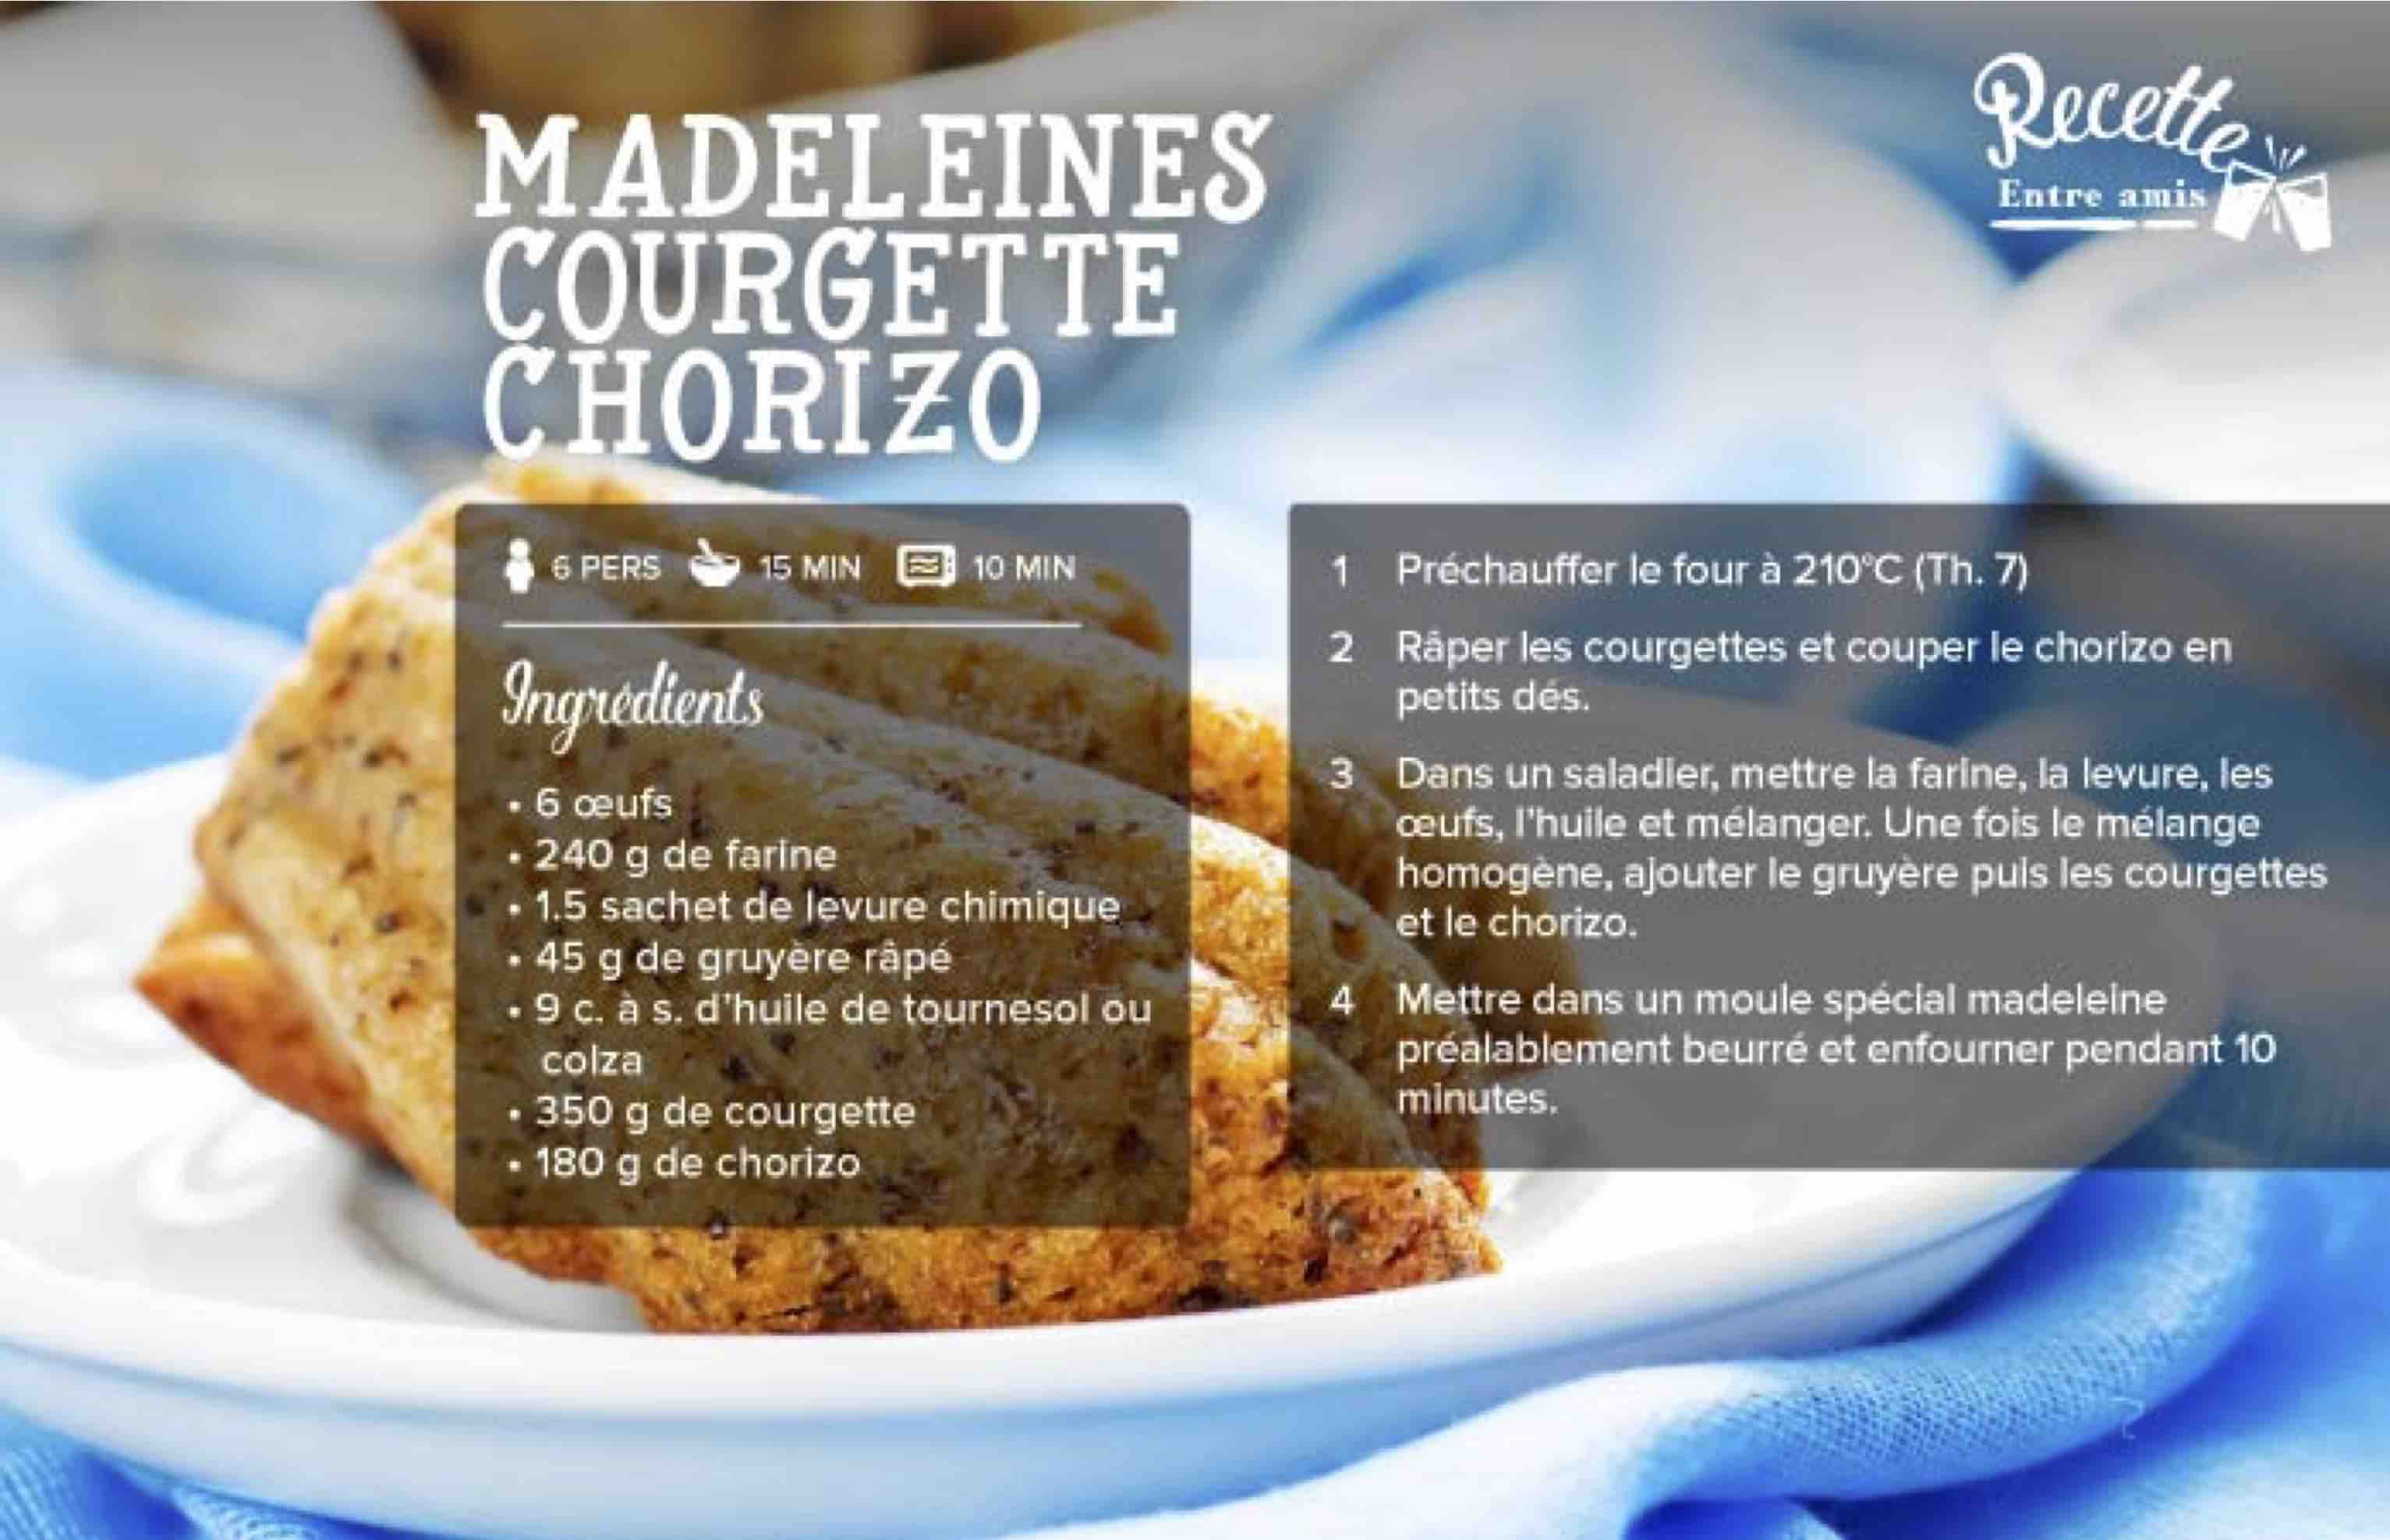 MADELEINES
COURGETTE
CHORIZO
Recette
Entre amis
6 PERS 15 MIN 10 MIN
Ingrédients
• 6 œufs
• 240 g de farine
• 1.5 sachet de levure chimique
• 45 g de gruyère râpé
• 9 c. à s. d'huile de tournesol ou
colza
• 350 g de courgette
• 180 g de chorizo
1 Préchauffer le four à 210°C (Th. 7)
2 Râper les courgettes et couper le chorizo en
petits dés.
3 Dans un saladier, mettre la farine, la levure, les
œufs, l'huile et mélanger. Une fois le mélange
homogène, ajouter le gruyère puis les courgettes
et le chorizo.
4 Mettre dans un moule spécial madeleine
préalablement beurré et enfourner pendant 10
minutes.